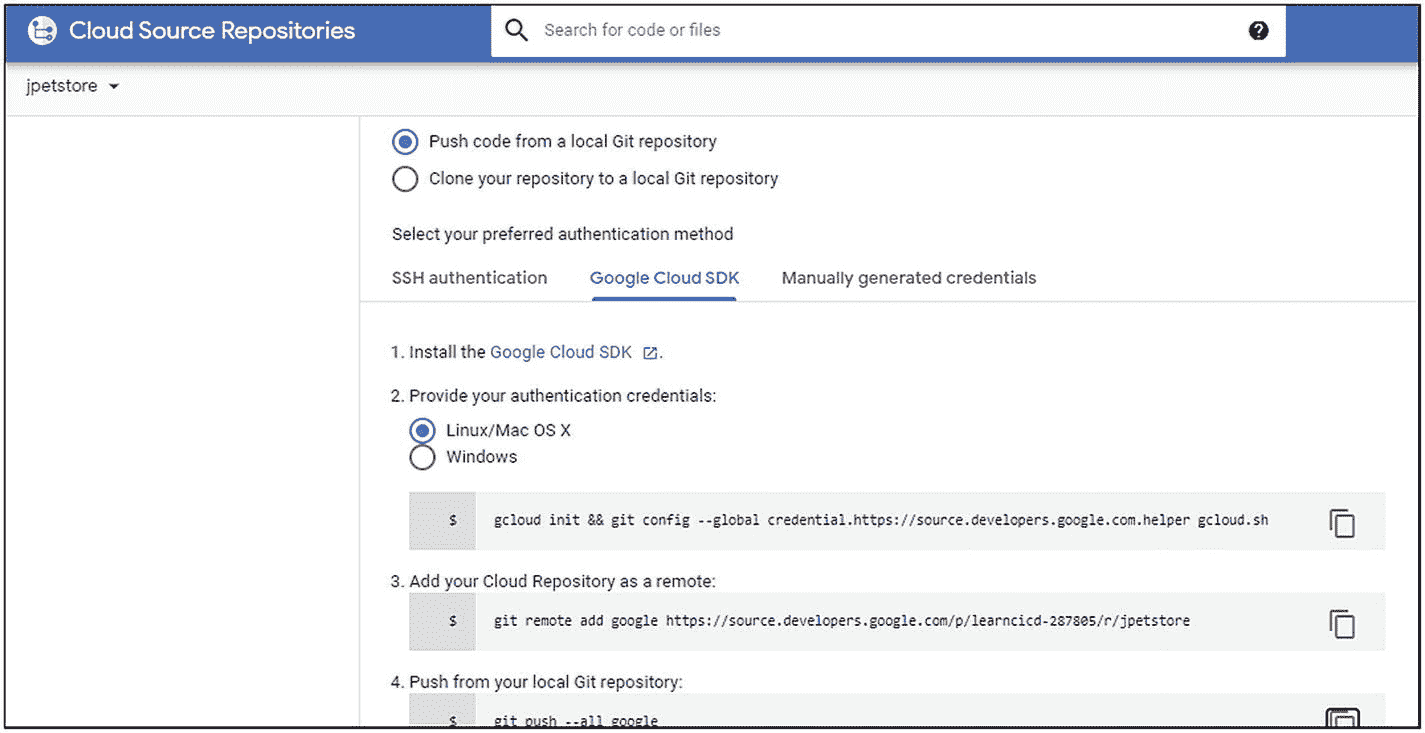 Cloud Source Repositories
Search for code or files
jpetstore
Push code from a local Git repository
Clone your repository to a local Git repository
Select your preferred authentication method
SSH authentication Google Cloud SDK Manually generated credentials
1. Install the Google Cloud SDK .
2. Provide your authentication credentials:
Linux/Mac OS X
Windows
$ gcloud init && git config --global credential.https://source.developers.google.com.helper gcloud.sh
3. Add your Cloud Repository as a remote:
$ git remote add google https://source.developers.google.com/p/learncicd-287805/r/jpetstore
4. Push from your local Git repository:
$ git push --all google